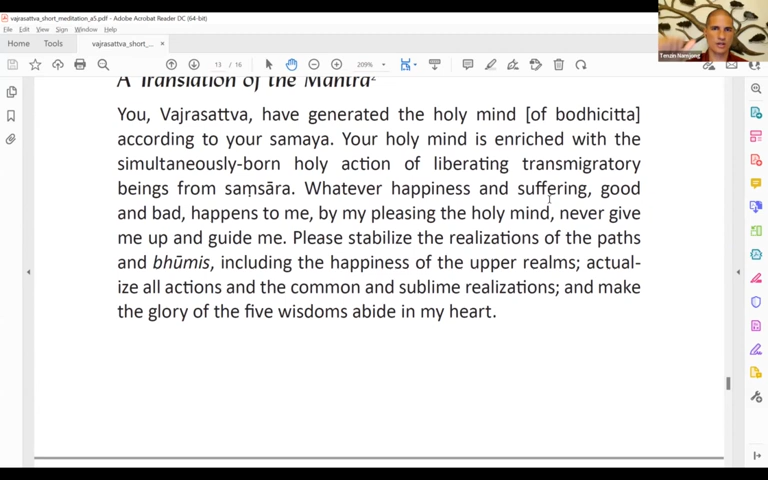 vajrasattva_short_meditation_a5.pdf - Adobe Acrobat Reader DC (64-bit)
File Edit View Sign Window Help
Home Tools vajrasattva_short_... ×
13 / 16 209%
Tenzin Namjong
A Translation of the Mantra²
You, Vajrasattva, have generated the holy mind [of bodhicitta]
according to your samaya. Your holy mind is enriched with the
simultaneously-born holy action of liberating transmigratory
beings from saṃsāra. Whatever happiness and suffering, good
and bad, happens to me, by my pleasing the holy mind, never give
me up and guide me. Please stabilize the realizations of the paths
and bhūmis, including the happiness of the upper realms; actual-
ize all actions and the common and sublime realizations; and make
the glory of the five wisdoms abide in my heart.